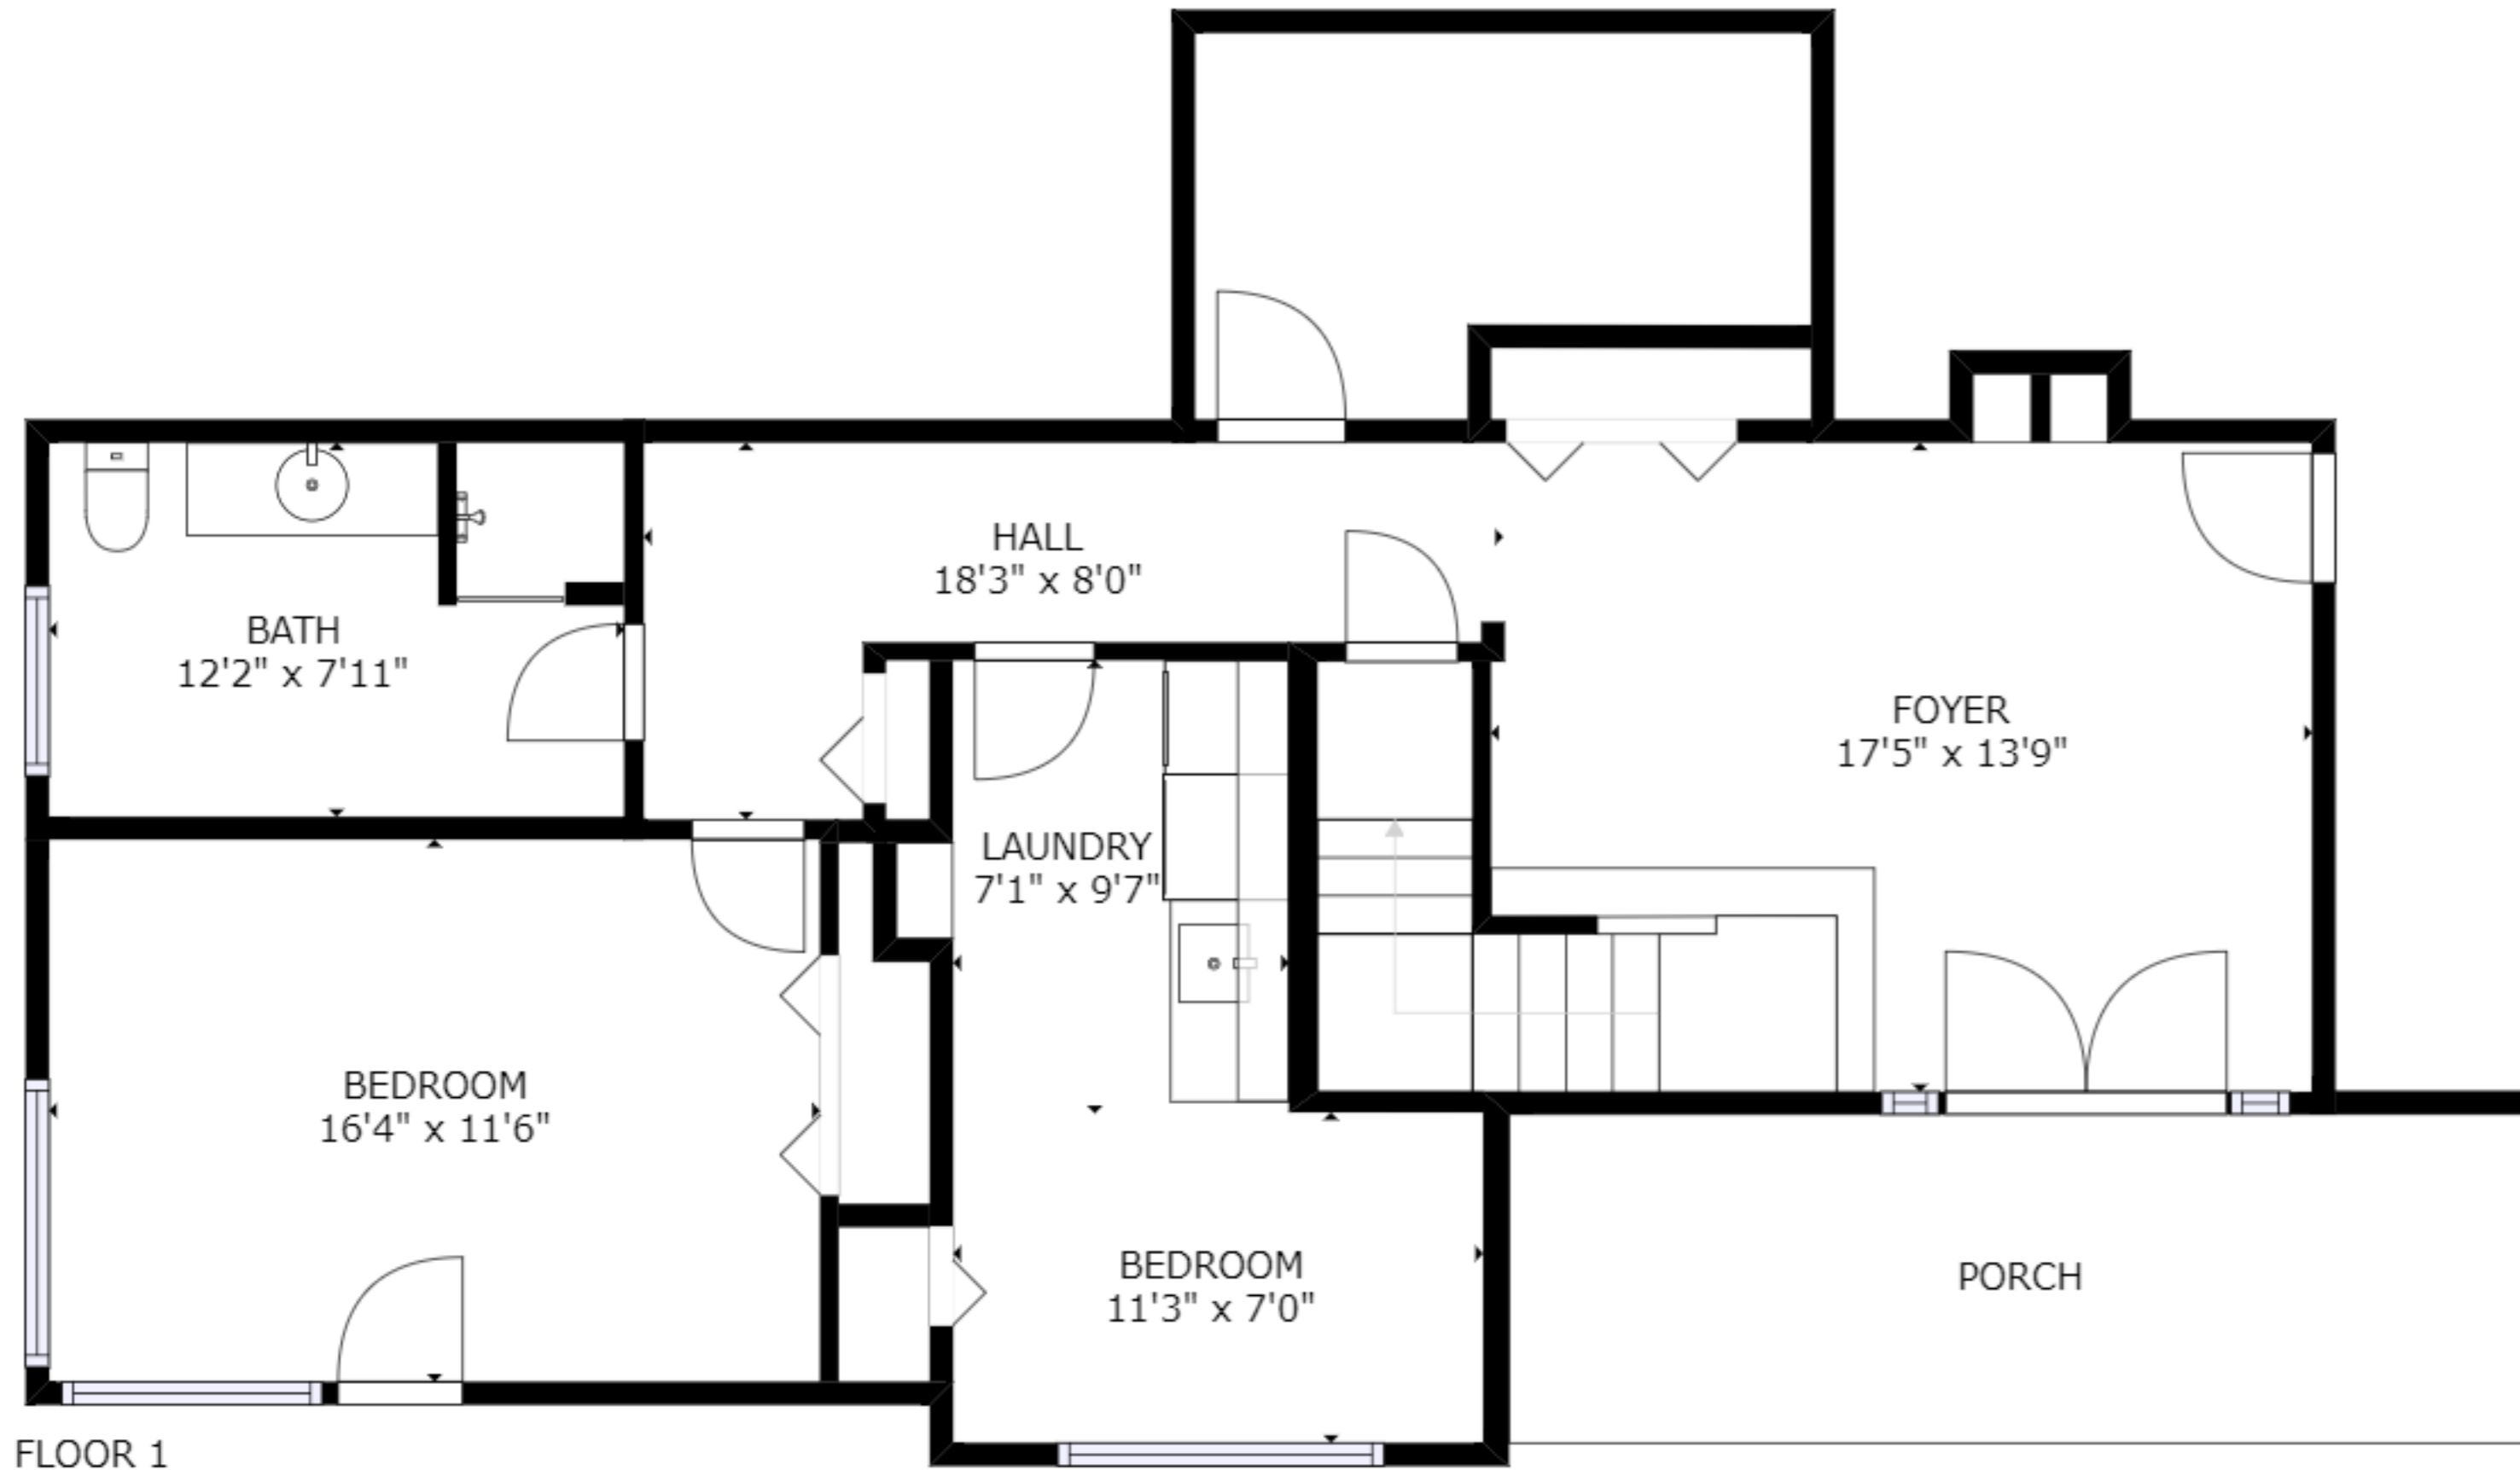 HALL
18'3" x 8'0"
BATH
12'2" x 7'11"
FOYER
17'5" x 13'9"
LAUNDRY
7'1" x 9'7"
BEDROOM
16'4" x 11'6"
BEDROOM
11'3" x 7'0"
PORCH
FLOOR 1